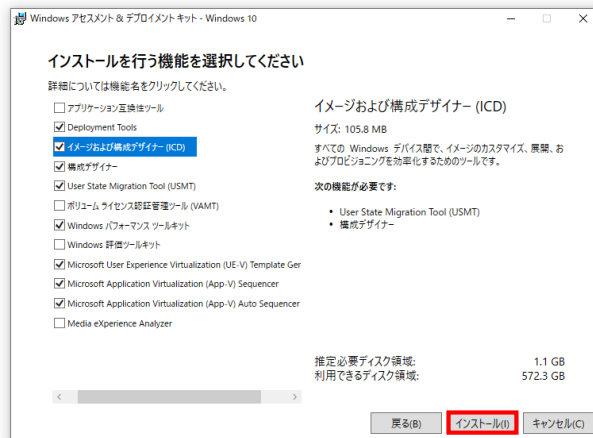 Windows アセスメント & デプロイメント キット - Windows 10
インストールを行う機能を選択してください
詳細については機能名をクリックしてください。
アプリケーション互換性ツール
Deployment Tools
イメージおよび構成デザイナー (ICD)
構成デザイナー
User State Migration Tool (USMT)
ボリューム ライセンス認証管理ツール (VAMT)
Windows パフォーマンス ツールキット
Windows 評価ツールキット
Microsoft User Experience Virtualization (UE-V) Template Ger
Microsoft Application Virtualization (App-V) Sequencer
Microsoft Application Virtualization (App-V) Auto Sequencer
Media eXperience Analyzer
イメージおよび構成デザイナー (ICD)
サイズ: 105.8 MB
すべての Windows デバイス間で、イメージのカスタマイズ、展開、お
よびプロビジョニングを効率化するためのツールです。
次の機能が必要です:
• User State Migration Tool (USMT)
• 構成デザイナー
推定必要ディスク領域: 1.1 GB
利用できるディスク領域: 572.3 GB
戻る(B) インストール(I) キャンセル(C)